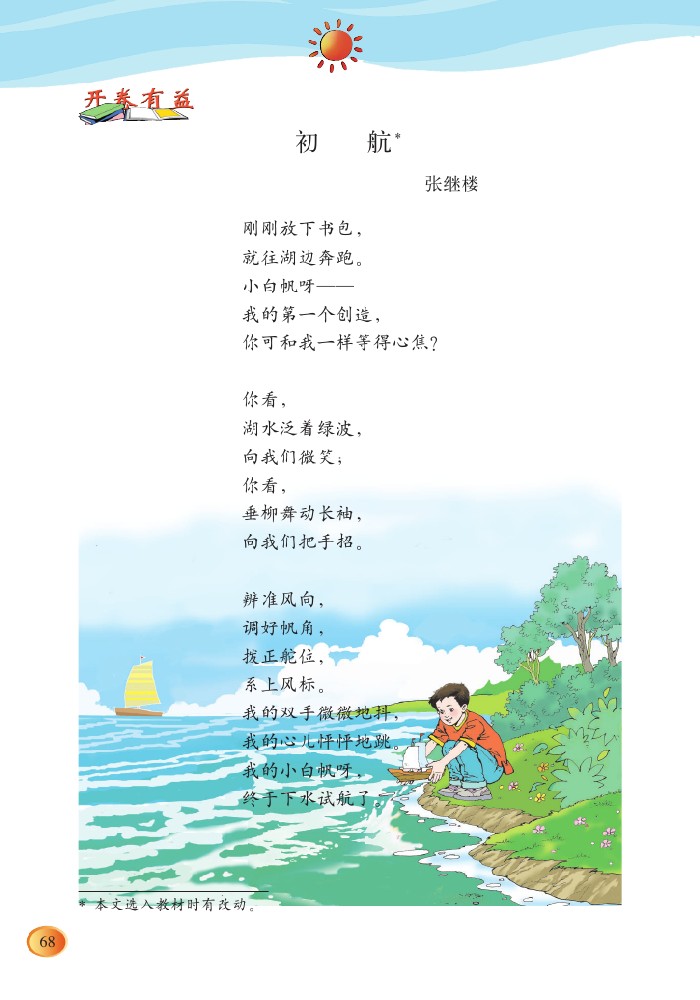 开卷有益
初 航*
张继楼
刚刚放下书包，
就往湖边奔跑。
小白帆呀——
我的第一个创造，
你可和我一样等得心焦？
你看，
湖水泛着绿波，
向我们微笑；
你看，
垂柳舞动长袖，
向我们把手招。
辨准风向，
调好帆角，
拨正舵位，
系上风标。
我的双手微微地抖，
我的心儿怦怦地跳。
我的小白帆呀，
终于下水试航了。
* 本文选入教材时有改动。
68